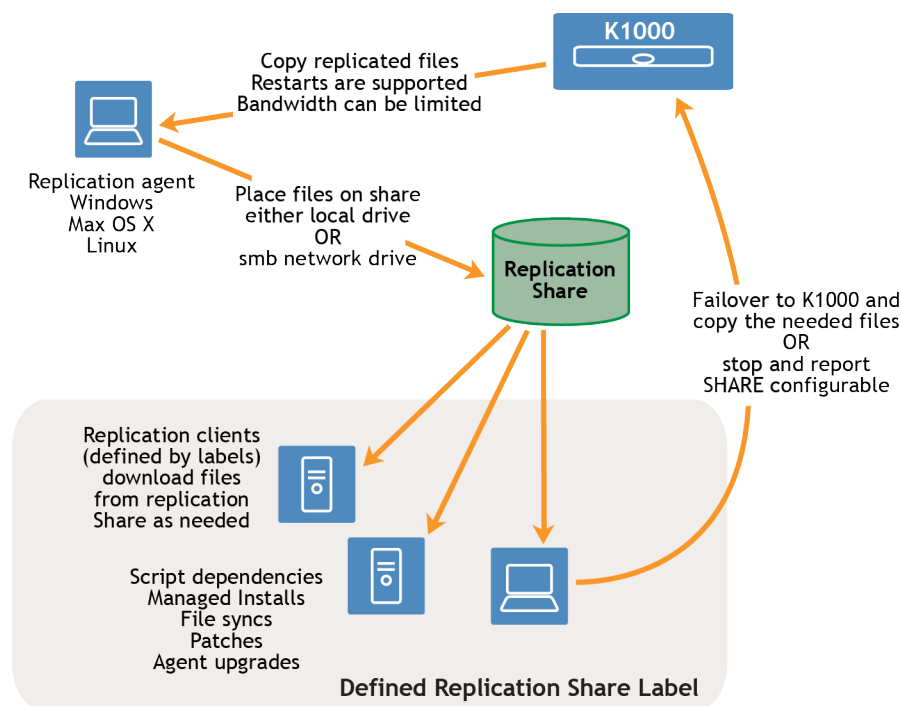 K1000
Copy replicated files
Restarts are supported
Bandwidth can be limited
Replication agent
Windows
Max OS X
Linux
Place files on share
either local drive
OR
smb network drive
Replication
Share
Failover to K1000 and
copy the needed files
OR
stop and report
SHARE configurable
Replication clients
(defined by labels)
download files
from replication
Share as needed
Script dependencies
Managed Installs
File syncs
Patches
Agent upgrades
Defined Replication Share Label